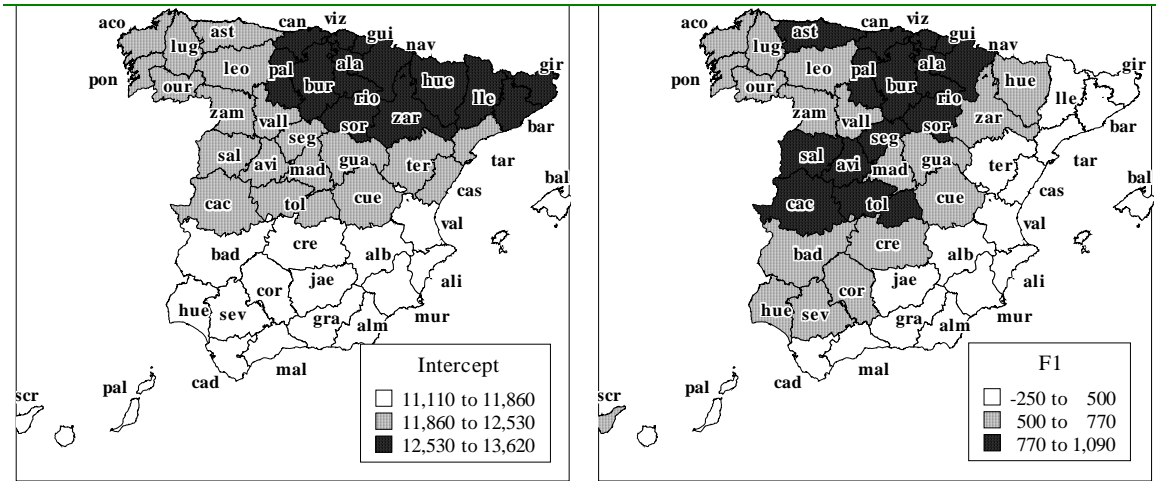 aco ast can viz gui nav gir
lug leo pal bur ala hue lle
pon our rio zar bar
zam vall sor tar
seg
sal avi mad gua ter bal
cac tol cue cas
val
bad cre alb
cor jae ali
hue sev gra alm mur
cad mal
pal
scr
Intercept
11,110 to 11,860
11,860 to 12,530
12,530 to 13,620
aco ast can viz gui nav gir
lug leo pal bur ala hue lle
pon our rio zar bar
zam vall sor tar
seg
sal avi mad gua ter bal
cac tol cue cas
val
bad cre alb
cor jae ali
hue sev gra alm mur
cad mal
pal
scr
F1
-250 to 500
500 to 770
770 to 1,090